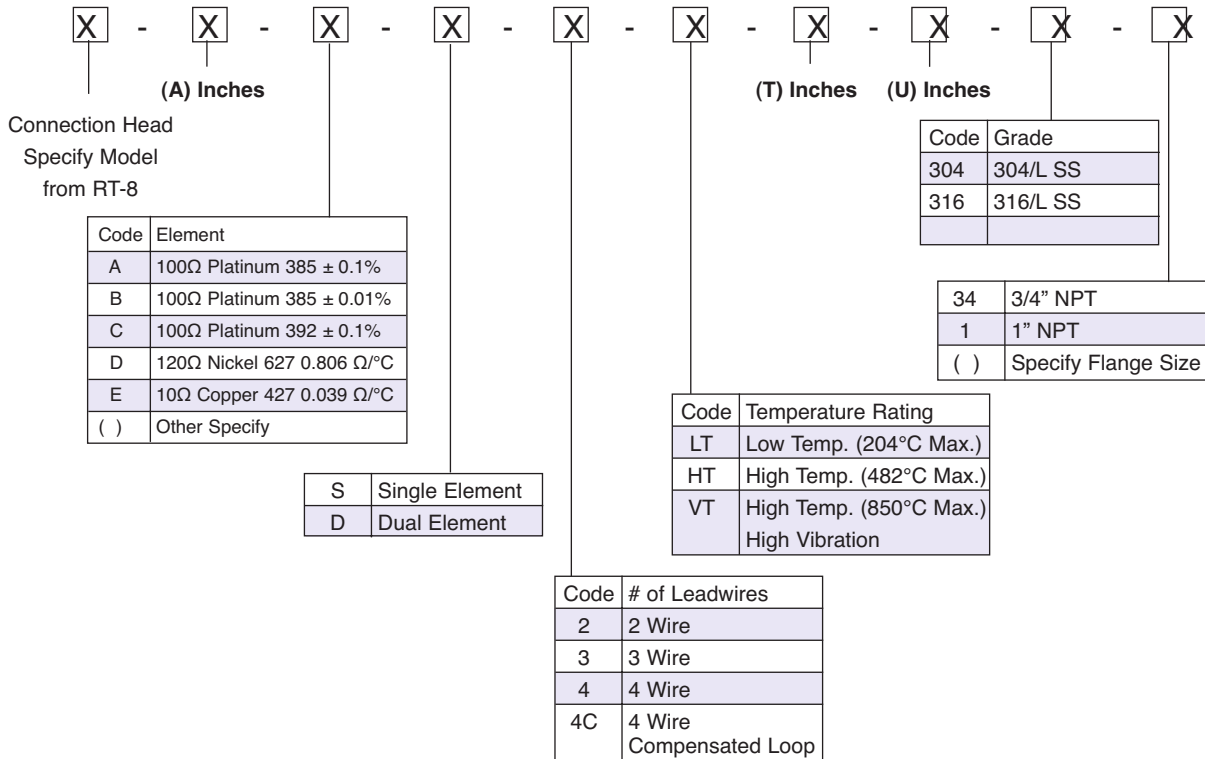 X - X - X - X - X - X - X - X - X - X
(A) Inches
(T) Inches
(U) Inches
Connection Head
Specify Model
from RT-8
Code Grade
304 304/L SS
316 316/L SS
Code Element
A 100Ω Platinum 385 ± 0.1%
B 100Ω Platinum 385 ± 0.01%
C 100Ω Platinum 392 ± 0.1%
D 120Ω Nickel 627 0.806 Ω/°C
E 10Ω Copper 427 0.039 Ω/°C
( ) Other Specify
34 3/4” NPT
1 1” NPT
( ) Specify Flange Size
Code Temperature Rating
LT Low Temp. (204°C Max.)
HT High Temp. (482°C Max.)
VT High Temp. (850°C Max.)
High Vibration
S Single Element
D Dual Element
Code # of Leadwires
2 2 Wire
3 3 Wire
4 4 Wire
4C 4 Wire
Compensated Loop